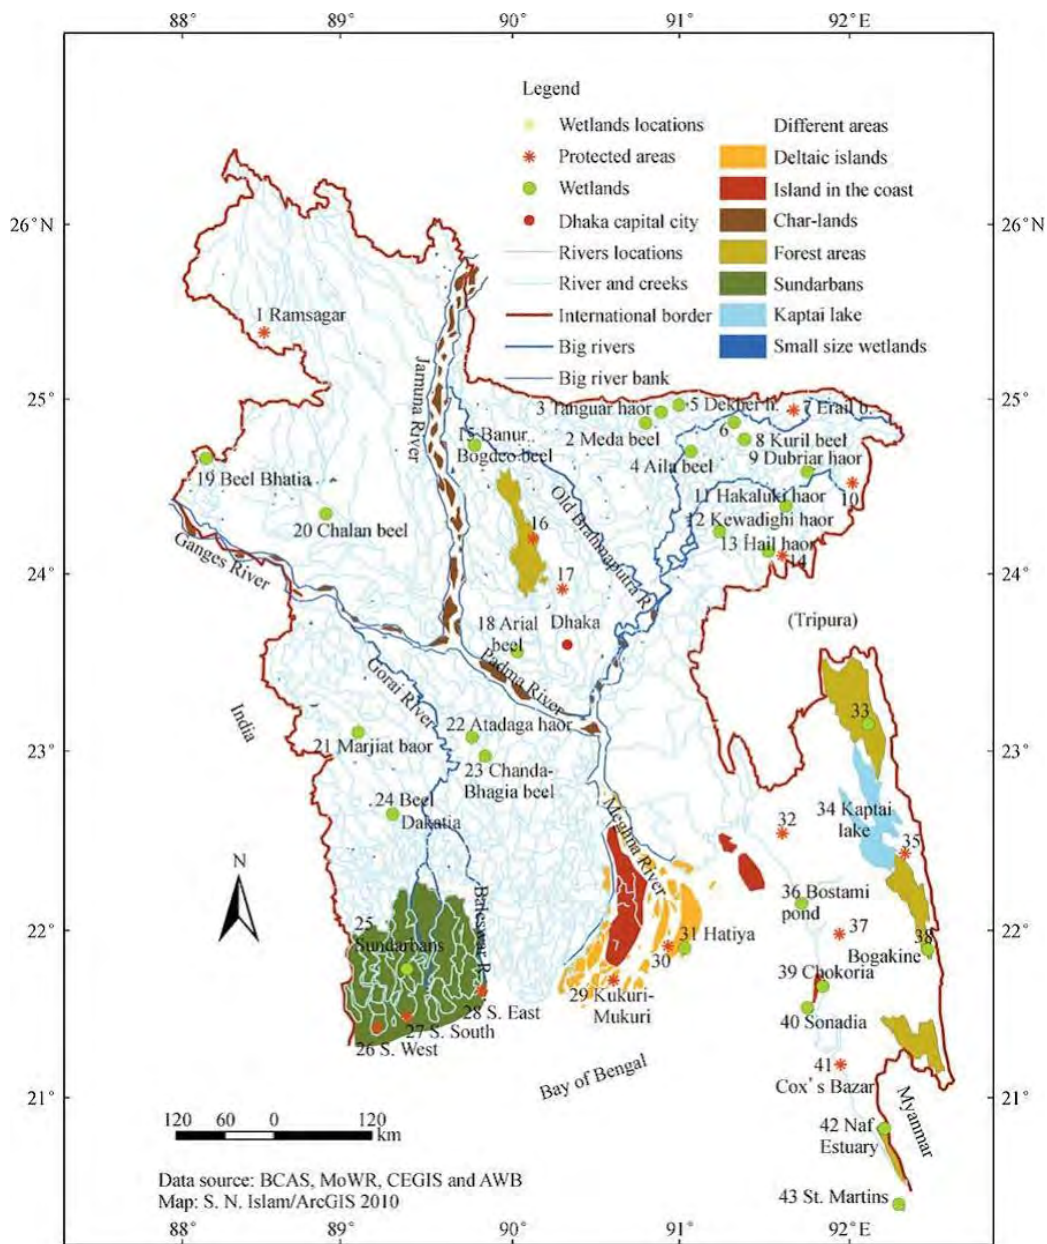 88°
89°
90°
91°
92°E
Legend
Wetlands locations
Protected areas
Wetlands
Dhaka capital city
Rivers locations
River and creeks
International border
Big rivers
Big river bank
Different areas
Deltaic islands
Island in the coast
Char-lands
Forest areas
Sundarbans
Kaptai lake
Small size wetlands
26°N
26°N
1 Ramsagar
Jamuna River
25°
25°
3 Tanguar haor
5 Dekher h.
7 Erali b.
2 Meda beel
6
8 Kuril beel
15 Banur
Bogdeo beel
4 Aila beel
9 Dubriar haor
19 Beel Bhatia
10
11 Hakaluki haor
20 Chalan beel
16
Old Brahmaputra R.
12 Kewadighi haor
13 Hail haor
14
Ganges River
24°
24°
17
18 Arial
beel
Dhaka
(Tripura)
Padma River
Gorai River
India
22 Atadaga haor
21 Marjiat baor
33
23°
23°
23 Chanda-
Bhagia beel
24 Beel
Dakatia
Meghna River
32
34 Kaptai
lake
35
N
Baleswar R.
36 Bostami
pond
25
Sundarbans
22°
22°
31 Hatiya
30
37
Bogakine
38
39 Chokoria
29 Kukuri-
Mukuri
28 S. East
27 S. South
26 S. West
40 Sonadia
Bay of Bengal
41
Cox's Bazar
21°
21°
Myanmar
42 Naf
Estuary
120 60 0 120
km
43 St. Martins
Data source: BCAS, MoWR, CEGIS and AWB
Map: S. N. Islam/ArcGIS 2010
88°
89°
90°
91°
92°E